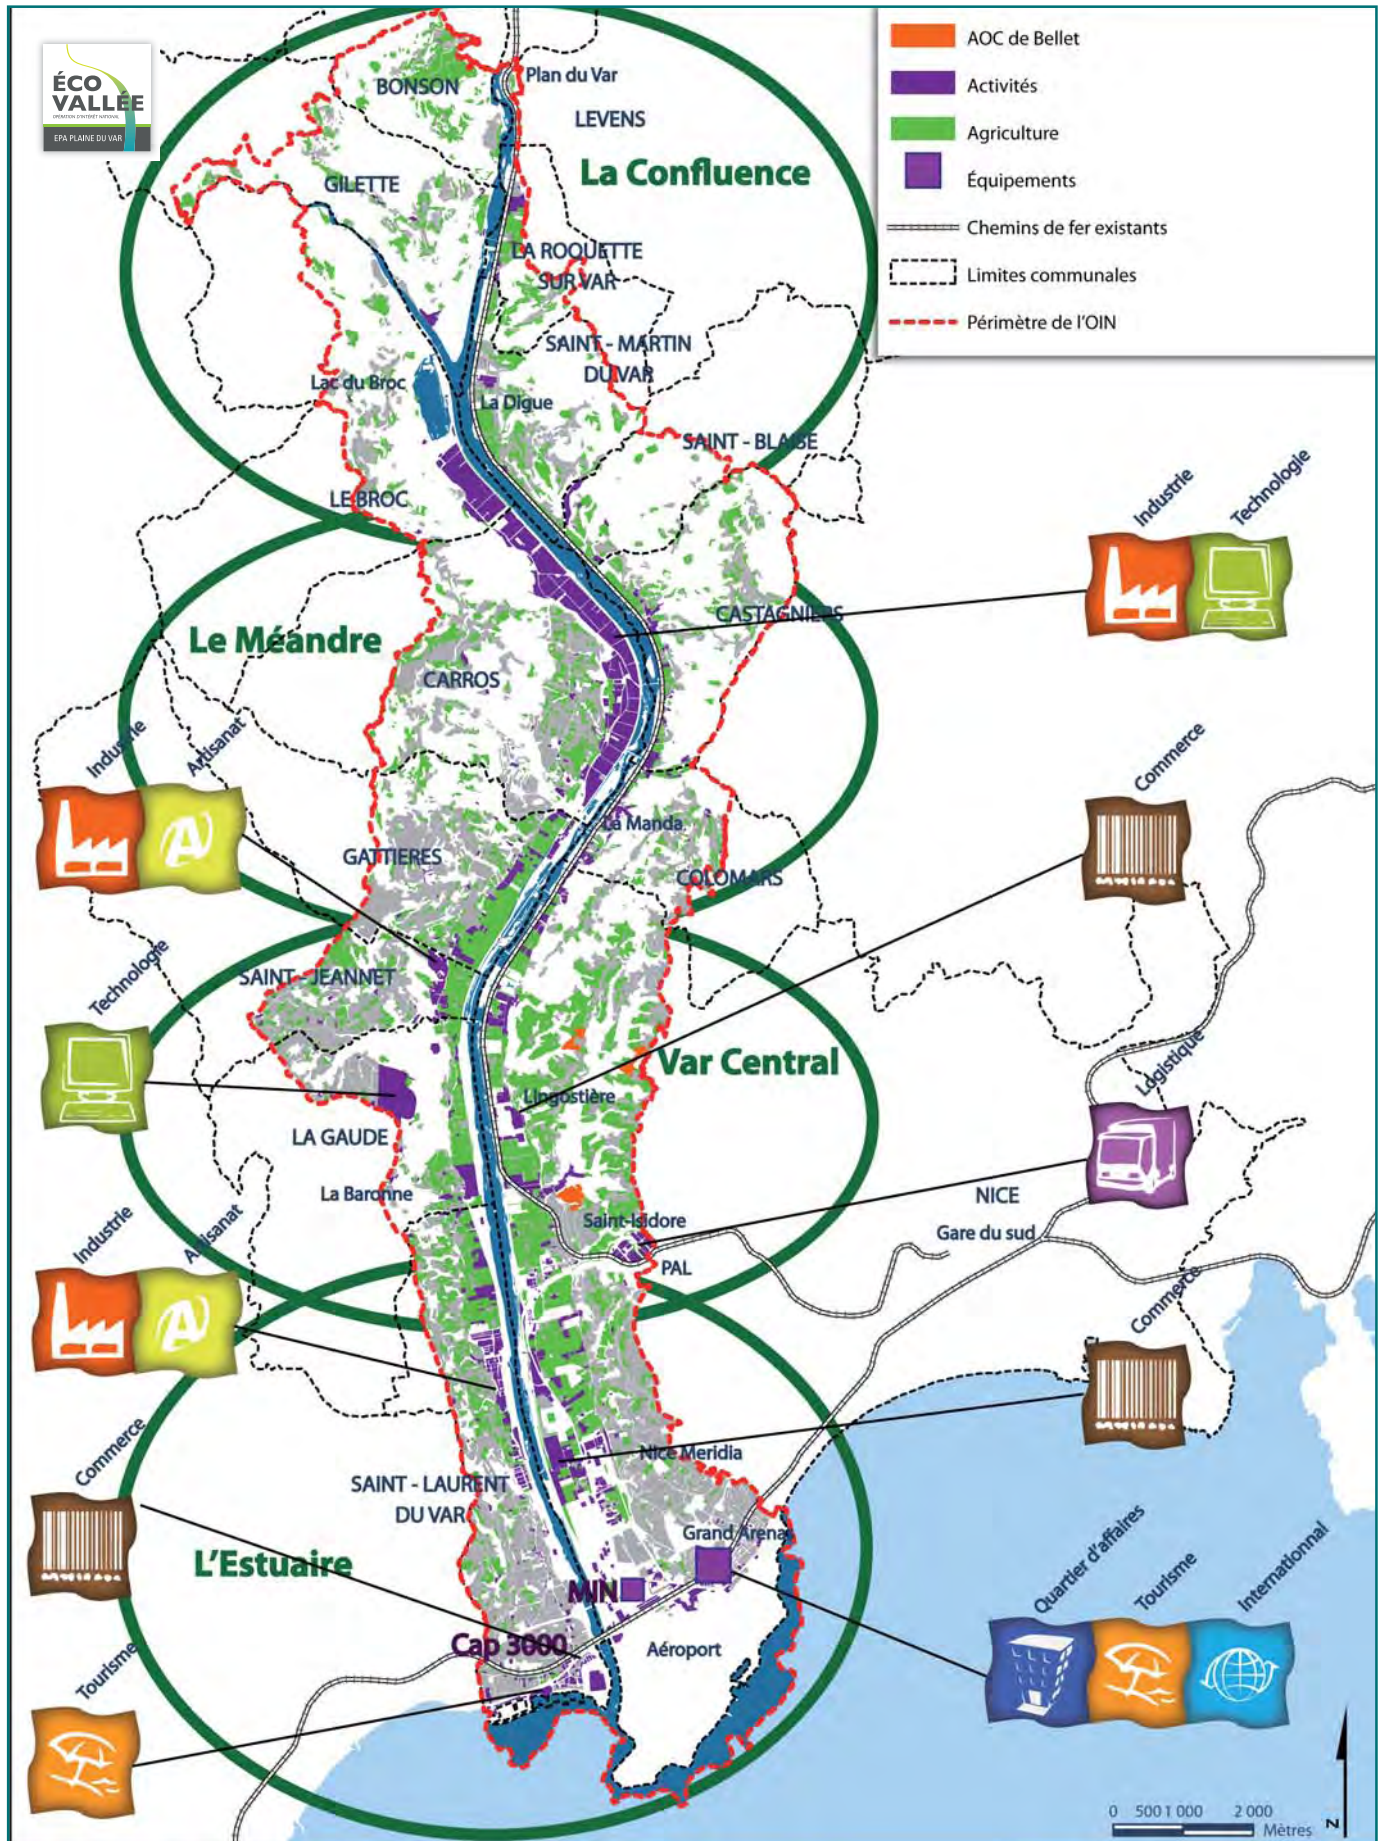 ÉCO
VALLÉE
OPÉRATION D'INTÉRÊT NATIONAL
EPA PLAINE DU VAR
AOC de Bellet
Activités
Agriculture
Équipements
Chemins de fer existants
Limites communales
Périmètre de l'OIN
Plan du Var
BONSON
LEVENS
La Confluence
GILETTE
LA ROQUETTE
SUR VAR
SAINT - MARTIN
DU VAR
Lac du Broc
La Digue
SAINT - BLAISE
LE BROC
Industrie
Technologie
CASTAGNIERS
Le Méandre
CARROS
Industrie
Artisanat
Commerce
La Manda
GATTIERES
COLOMARS
SAINT - JEANNET
Technologie
Var Central
Logistique
Lingostière
LA GAUDE
La Baronne
NICE
Saint-Isidore
Gare du sud
PAL
Industrie
Artisanat
Commerce
Commerce
Nice Meridia
SAINT - LAURENT
DU VAR
Grand Arenas
L'Estuaire
MIN
Quartier d'affaires
Tourisme
Internationnal
Cap 3000
Aéroport
Tourisme
0 500 1 000 2 000
Mètres
N